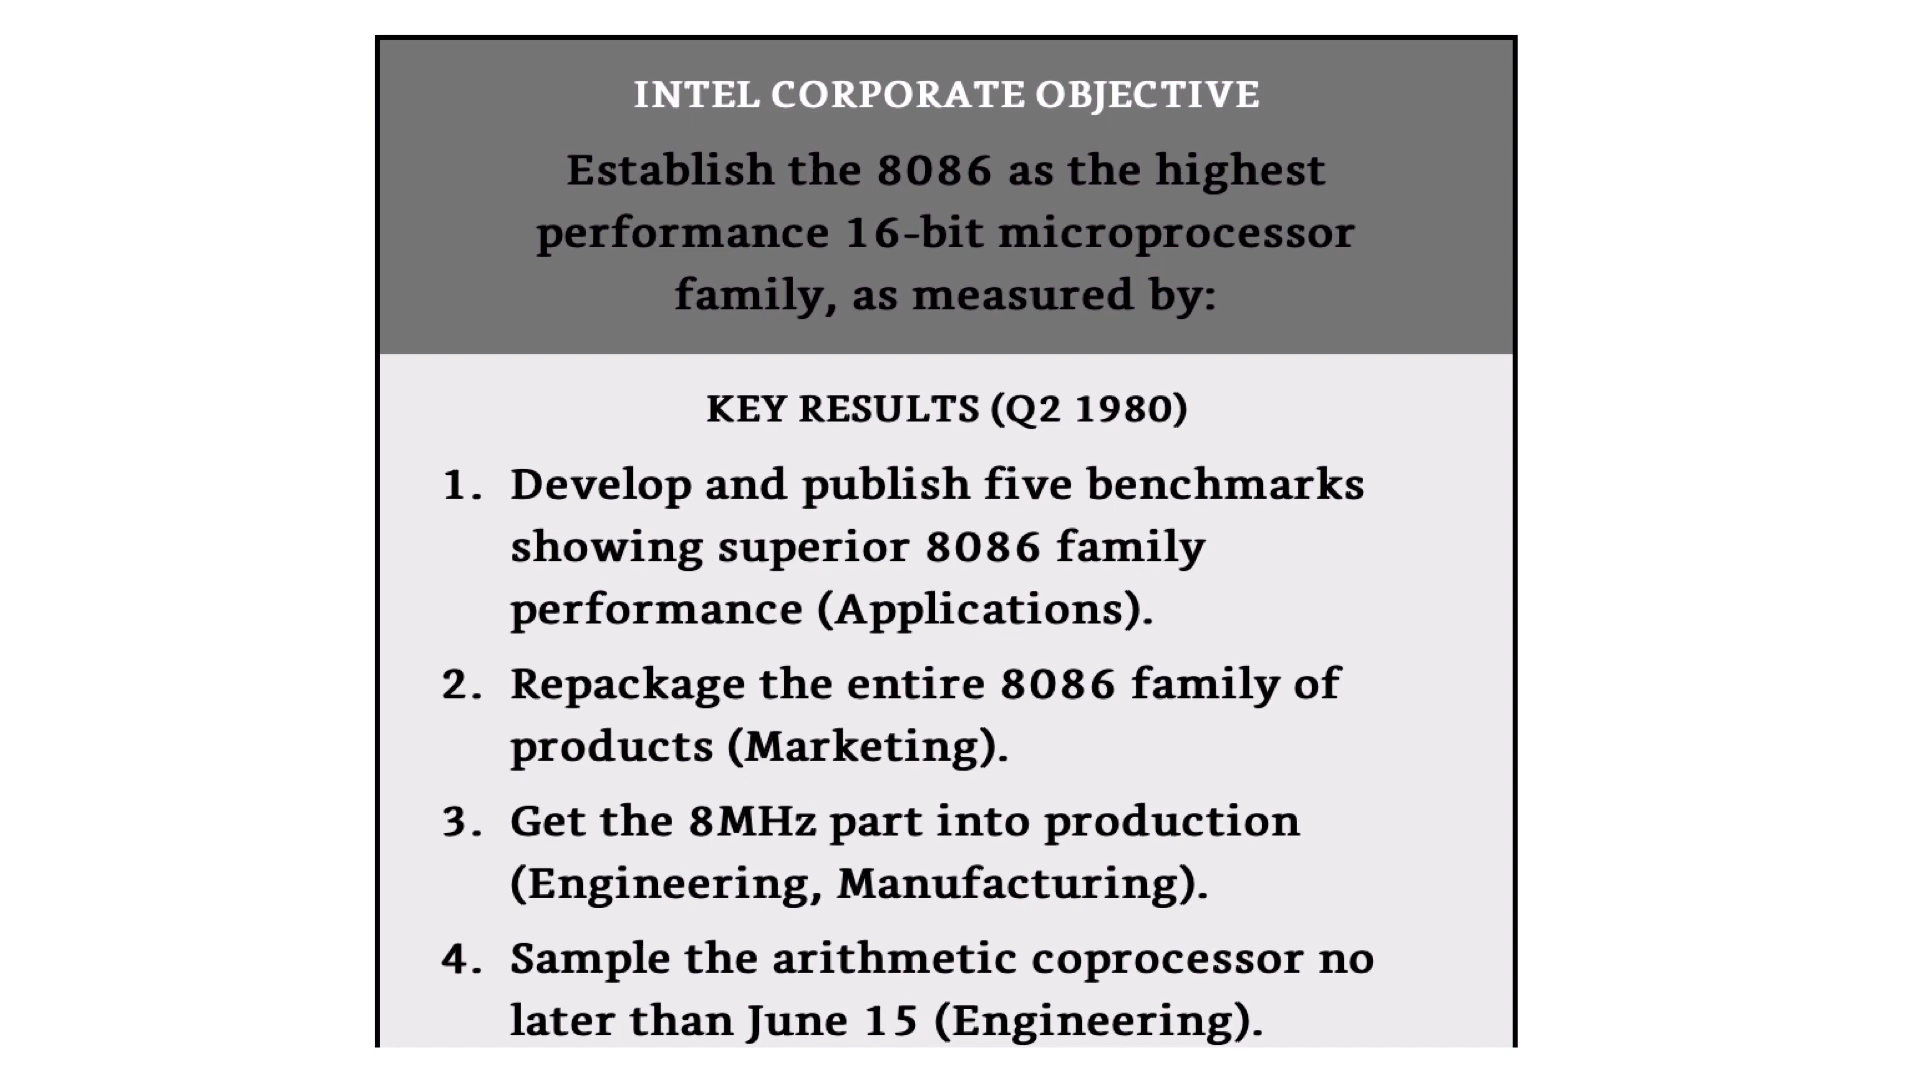 INTEL CORPORATE OBJECTIVE
Establish the 8086 as the highest
performance 16-bit microprocessor
family, as measured by:
KEY RESULTS (Q2 1980)
1. Develop and publish five benchmarks
showing superior 8086 family
performance (Applications).
2. Repackage the entire 8086 family of
products (Marketing).
3. Get the 8MHz part into production
(Engineering, Manufacturing).
4. Sample the arithmetic coprocessor no
later than June 15 (Engineering).